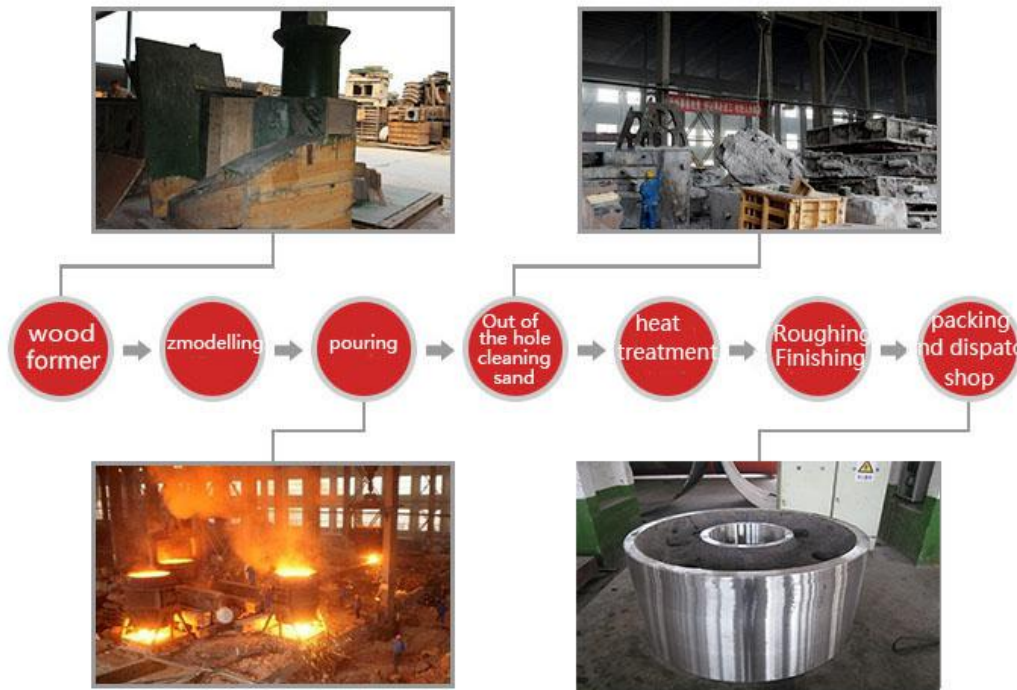 wood
former
zmodelling
pouring
Out of
the hole
cleaning
sand
heat
treatment
Roughing
Finishing
packing
nd dispatc
shop